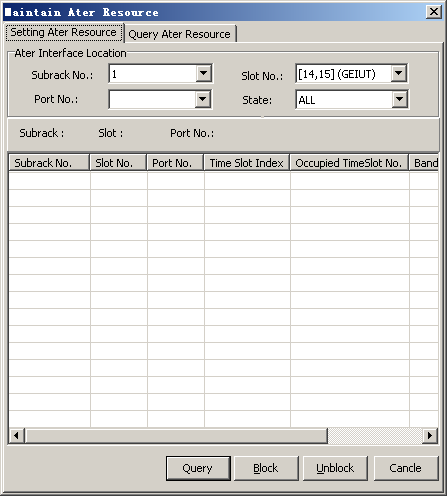 Maintain Ater Resource
Setting Ater Resource Query Ater Resource
Ater Interface Location
Subrack No.: 1 Slot No.: [14,15] (GEIUT)
Port No.: State: ALL
Subrack : Slot : Port No.:
Subrack No. Slot No. Port No. Time Slot Index Occupied TimeSlot No. Band
Query Block Unblock Cancle